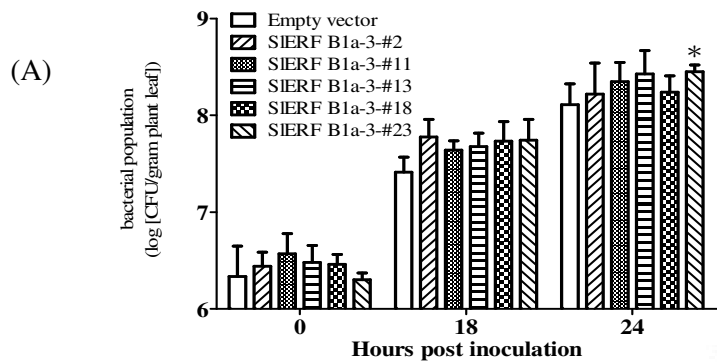 (A)
bacterial population
(log [CFU/gram plant leaf])
9
8
7
6
Empty vector
SlERF B1a-3-#2
SlERF B1a-3-#11
SlERF B1a-3-#13
SlERF B1a-3-#18
SlERF B1a-3-#23
*
0 18 24
Hours post inoculation